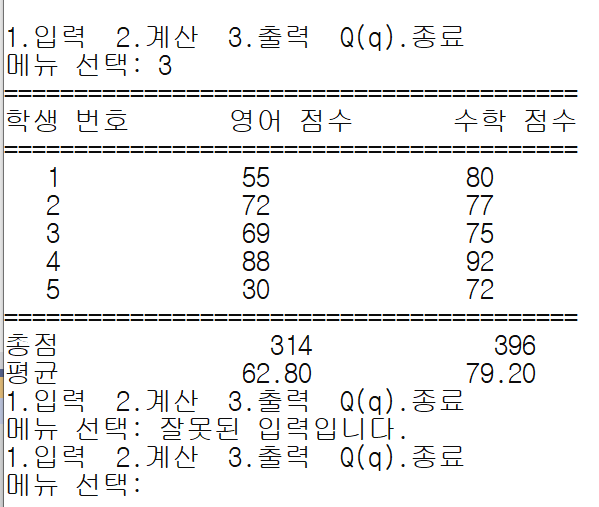 1.입력 2.계산 3.출력 Q(q).종료
메뉴 선택: 3
=========================================
학생 번호 영어 점수 수학 점수
=========================================
1 55 80
2 72 77
3 69 75
4 88 92
5 30 72
=========================================
총점 314 396
평균 62.80 79.20
1.입력 2.계산 3.출력 Q(q).종료
메뉴 선택: 잘못된 입력입니다.
1.입력 2.계산 3.출력 Q(q).종료
메뉴 선택: